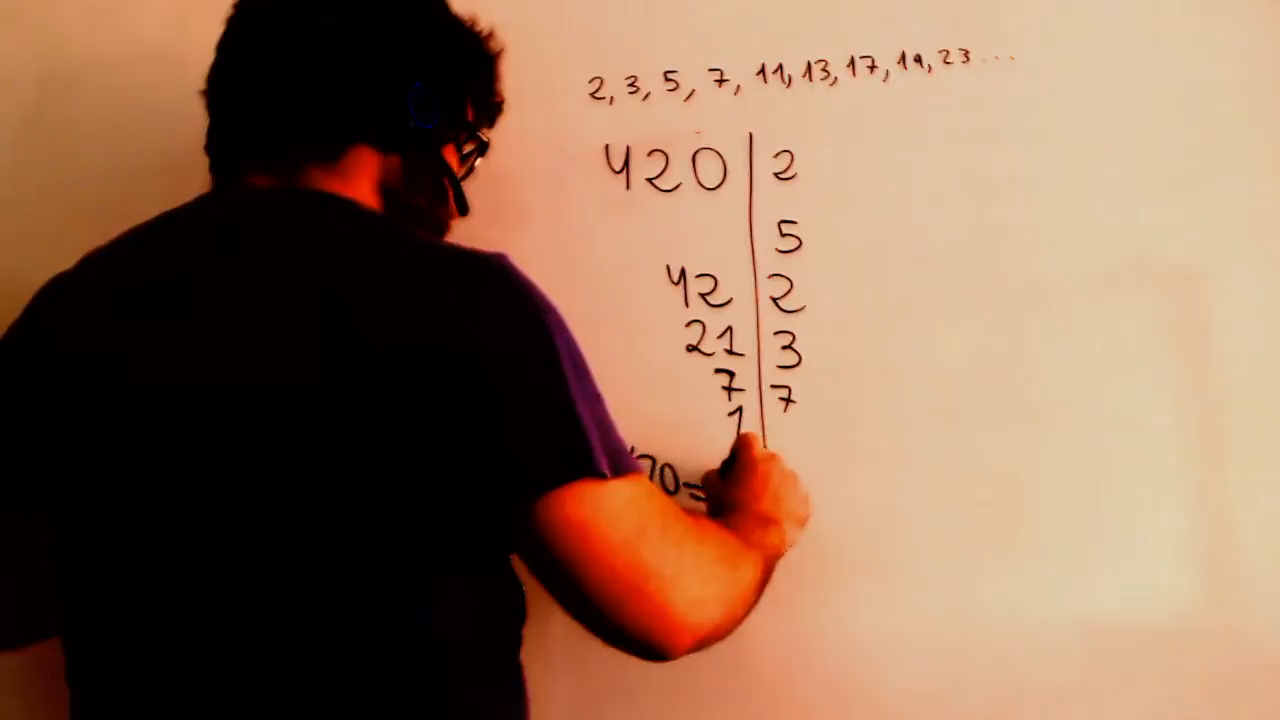 2, 3, 5, 7, 11, 13, 17, 19, 23 ...
420 | 2
| 5
42 | 2
21 | 3
7 | 7
1
20=